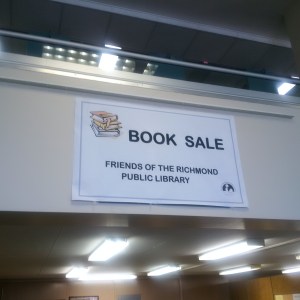 BOOK SALE
FRIENDS OF THE RICHMOND
PUBLIC LIBRARY